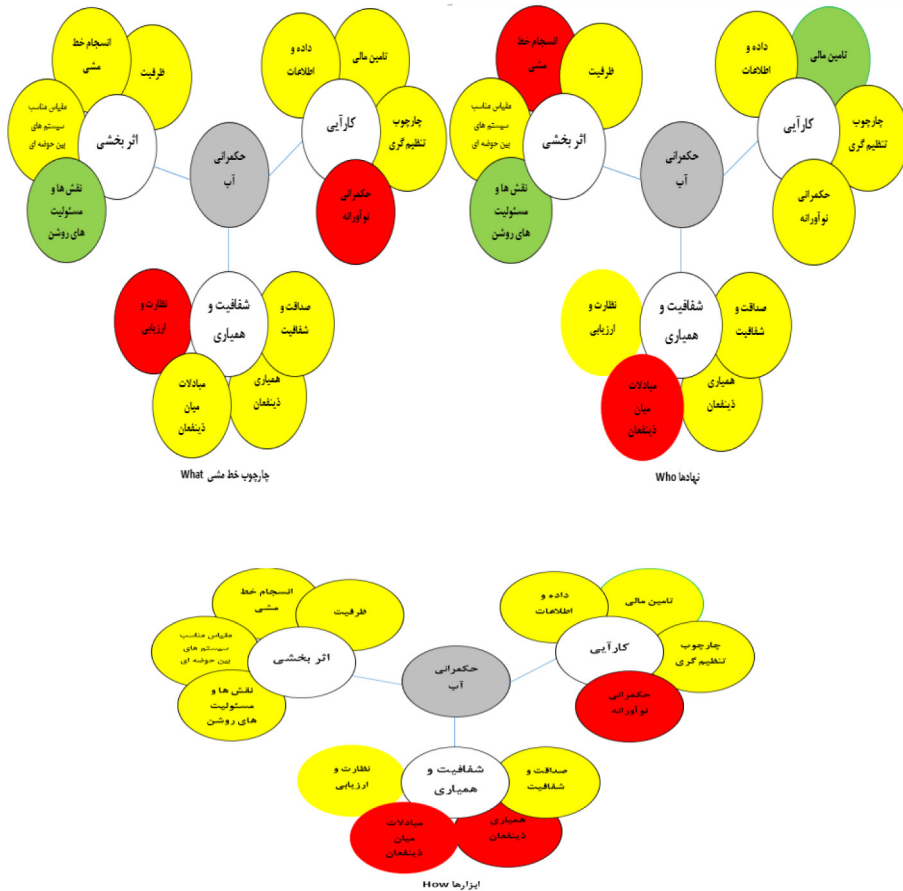 انسجام خط
مشی
ظرفیت
مقیاس مناسب
سیستم های
بین حوضه ای
اثر بخشی
نقش ها و
مسئولیت
های روشن
حکمرانی
آب
داده و
اطلاعات
تامین مالی
کارآیی
چارچوب
تنظیم گری
حکمرانی
نوآورانه
نظارت و
ارزیابی
شفافیت و
همیاری
صداقت و
شفافیت
مبادلات
میان
ذینفعان
همیاری
ذینفعان
چارچوب خط مشی What
انسجام خط
مشی
ظرفیت
مقیاس مناسب
سیستم های
بین حوضه ای
اثر بخشی
نقش ها و
مسئولیت
های روشن
حکمرانی
آب
داده و
اطلاعات
تامین مالی
کارآیی
چارچوب
تنظیم گری
حکمرانی
نوآورانه
نظارت و
ارزیابی
شفافیت و
همیاری
صداقت و
شفافیت
مبادلات
میان
ذینفعان
همیاری
ذینفعان
نهادها Who
انسجام خط
مشی
ظرفیت
مقیاس مناسب
سیستم های
بین حوضه ای
اثر بخشی
نقش ها و
مسئولیت
های روشن
حکمرانی
آب
داده و
اطلاعات
تامین مالی
کارآیی
چارچوب
تنظیم گری
حکمرانی
نوآورانه
نظارت و
ارزیابی
شفافیت و
همیاری
صداقت و
شفافیت
مبادلات
میان
ذینفعان
همیاری
ذینفعان
ابزارها How